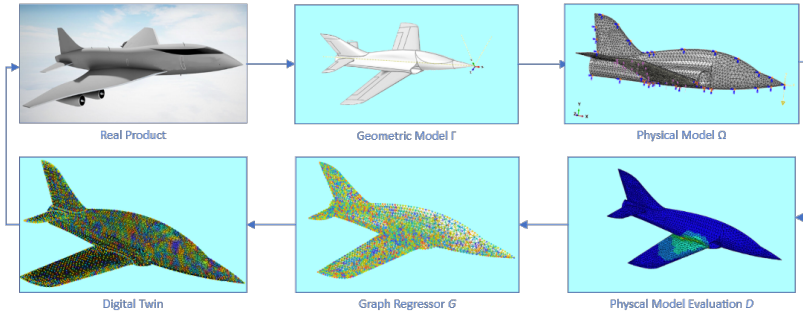 Real Product
Geometric Model Γ
Physical Model Ω
Digital Twin
Graph Regressor G
Physcal Model Evaluation D